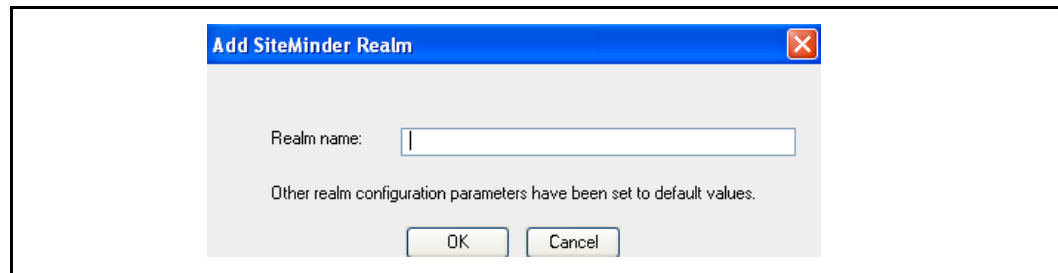 Add SiteMinder Realm
Realm name:
Other realm configuration parameters have been set to default values.
OK Cancel